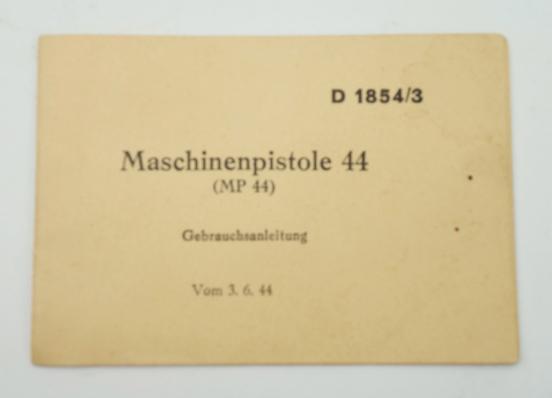 D 1854/3
Maschinenpistole 44
(MP 44)
Gebrauchsanleitung
Vom 3. 6. 44